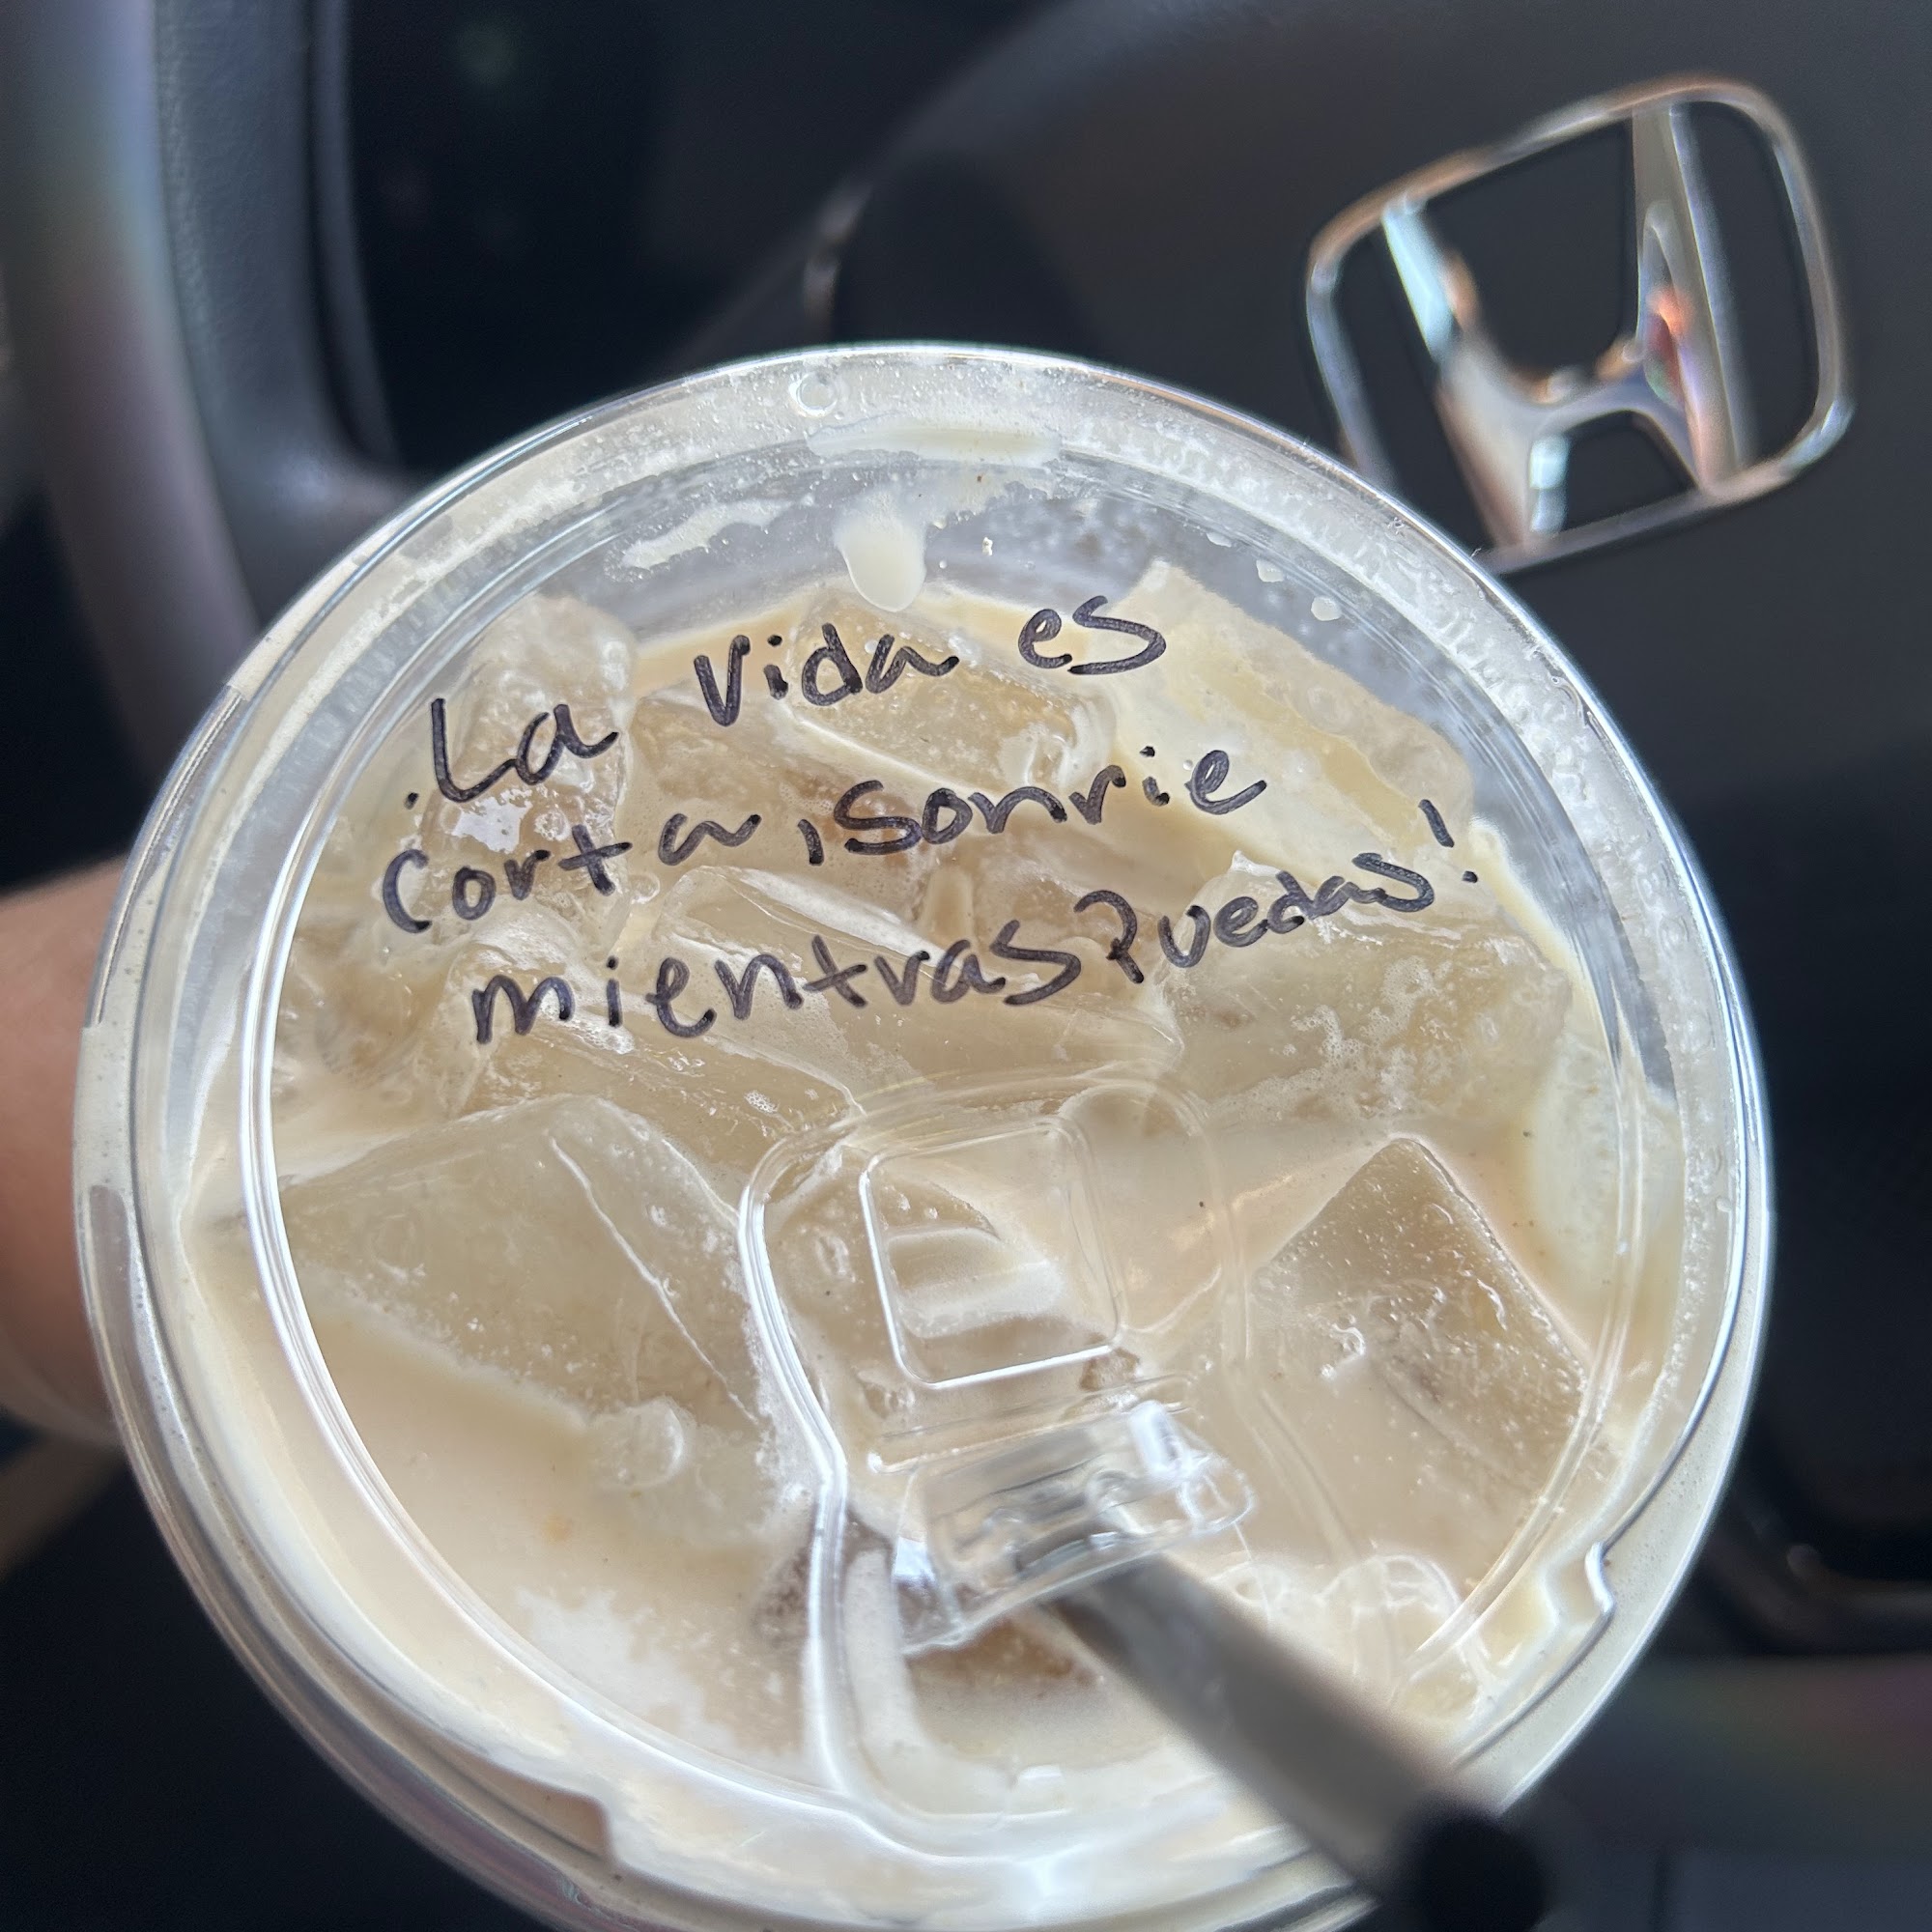 La vida es
corta, sonrie
mientras Puedas!